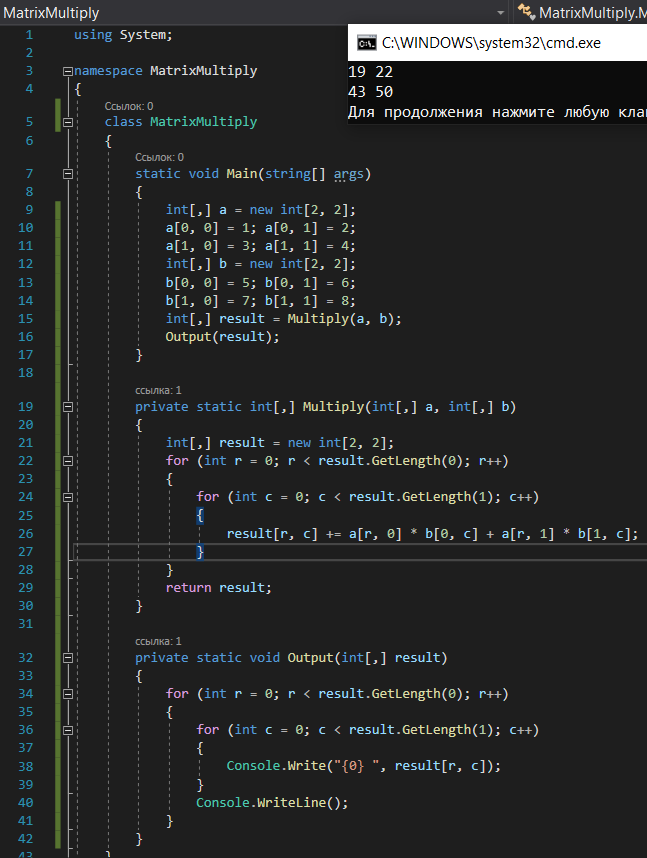 MatrixMultiply
MatrixMultiply.M
C:\WINDOWS\system32\cmd.exe
19 22
43 50
Для продолжения нажмите любую кла
1 using System;
2
3 namespace MatrixMultiply
4 {
Ссылок: 0
5 class MatrixMultiply
6 {
Ссылок: 0
7 static void Main(string[] args)
8 {
9 int[,] a = new int[2, 2];
10 a[0, 0] = 1; a[0, 1] = 2;
11 a[1, 0] = 3; a[1, 1] = 4;
12 int[,] b = new int[2, 2];
13 b[0, 0] = 5; b[0, 1] = 6;
14 b[1, 0] = 7; b[1, 1] = 8;
15 int[,] result = Multiply(a, b);
16 Output(result);
17 }
18
ссылка: 1
19 private static int[,] Multiply(int[,] a, int[,] b)
20 {
21 int[,] result = new int[2, 2];
22 for (int r = 0; r < result.GetLength(0); r++)
23 {
24 for (int c = 0; c < result.GetLength(1); c++)
25 {
26 result[r, c] += a[r, 0] * b[0, c] + a[r, 1] * b[1, c];
27 }
28 }
29 return result;
30 }
31
ссылка: 1
32 private static void Output(int[,] result)
33 {
34 for (int r = 0; r < result.GetLength(0); r++)
35 {
36 for (int c = 0; c < result.GetLength(1); c++)
37 {
38 Console.Write("{0} ", result[r, c]);
39 }
40 Console.WriteLine();
41 }
42 }
43 }